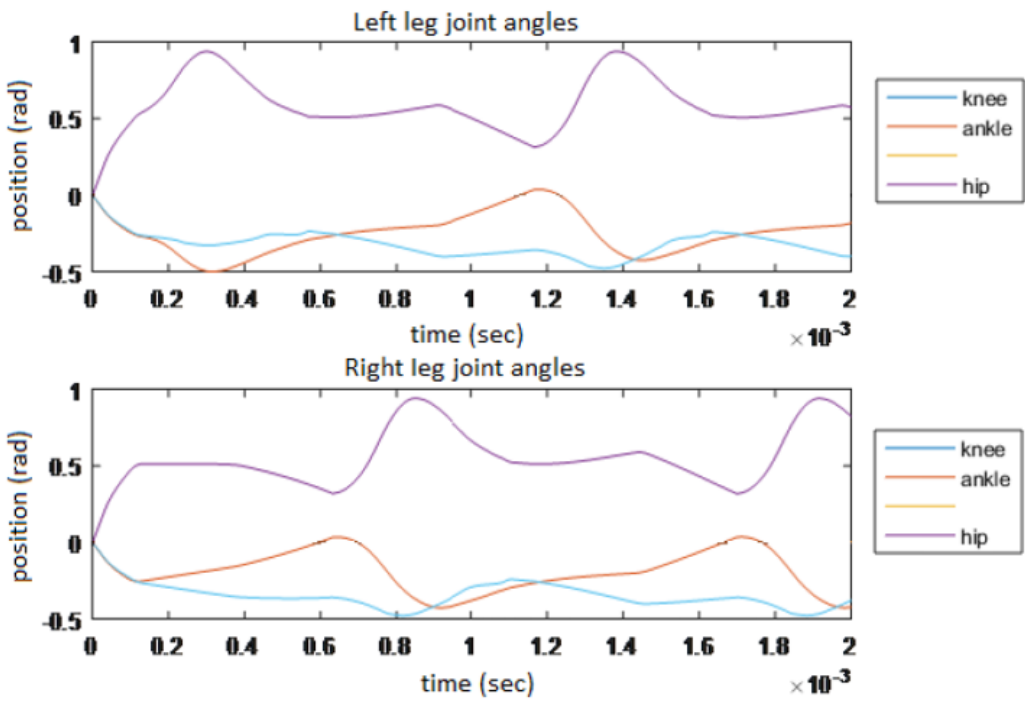 Left leg joint angles
1
0.5
0
-0.5
position (rad)
0 0.2 0.4 0.6 0.8 1 1.2 1.4 1.6 1.8 2
time (sec)
× 10⁻³
knee
ankle
hip
Right leg joint angles
1
0.5
0
-0.5
position (rad)
0 0.2 0.4 0.6 0.8 1 1.2 1.4 1.6 1.8 2
time (sec)
× 10⁻³
knee
ankle
hip